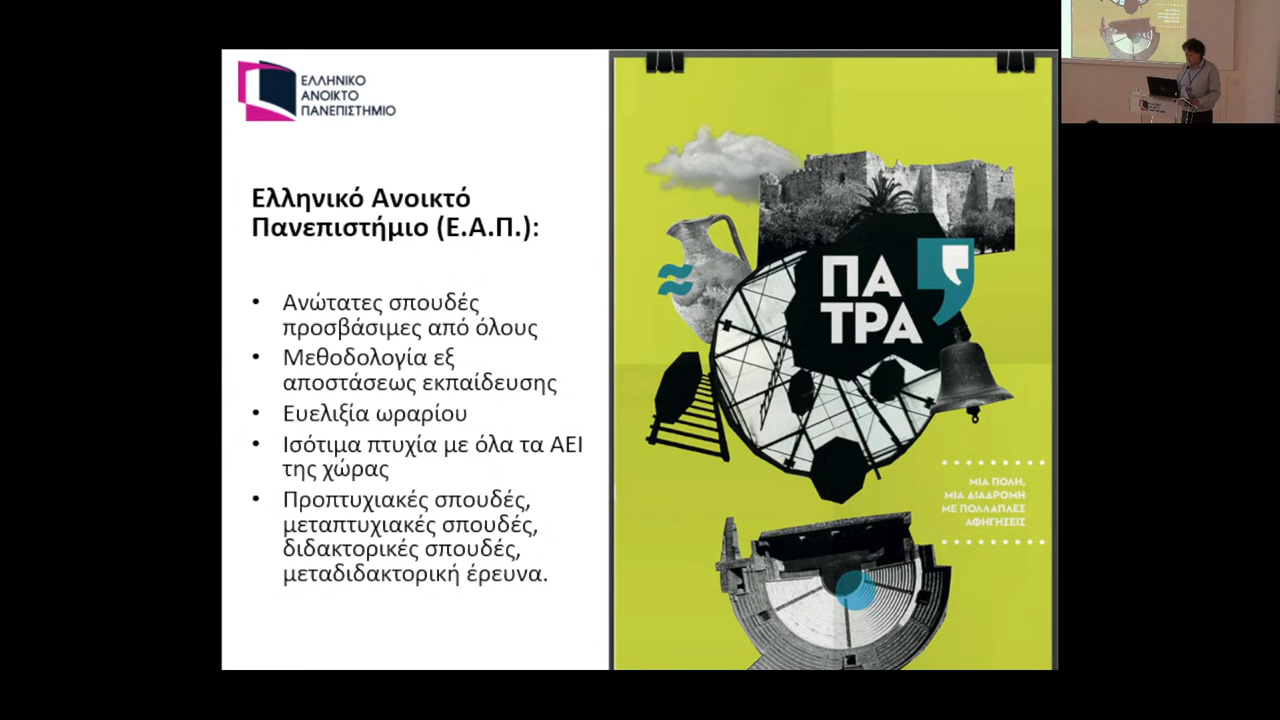 ΕΛΛΗΝΙΚΟ
ΑΝΟΙΚΤΟ
ΠΑΝΕΠΙΣΤΗΜΙΟ
Ελληνικό Ανοικτό
Πανεπιστήμιο (Ε.Α.Π.):
• Ανώτατες σπουδές
προσβάσιμες από όλους
• Μεθοδολογία εξ
αποστάσεως εκπαίδευσης
• Ευελιξία ωραρίου
• Ισότιμα πτυχία με όλα τα ΑΕΙ
της χώρας
• Προπτυχιακές σπουδές,
μεταπτυχιακές σπουδές,
διδακτορικές σπουδές,
μεταδιδακτορική έρευνα.
ΠΑ
ΤΡΑ
ΜΙΑ ΠΟΛΗ,
ΜΙΑ ΔΙΑΔΡΟΜΗ
ΜΕ ΠΟΛΛΑΠΛΕΣ
ΑΦΗΓΗΣΕΙΣ